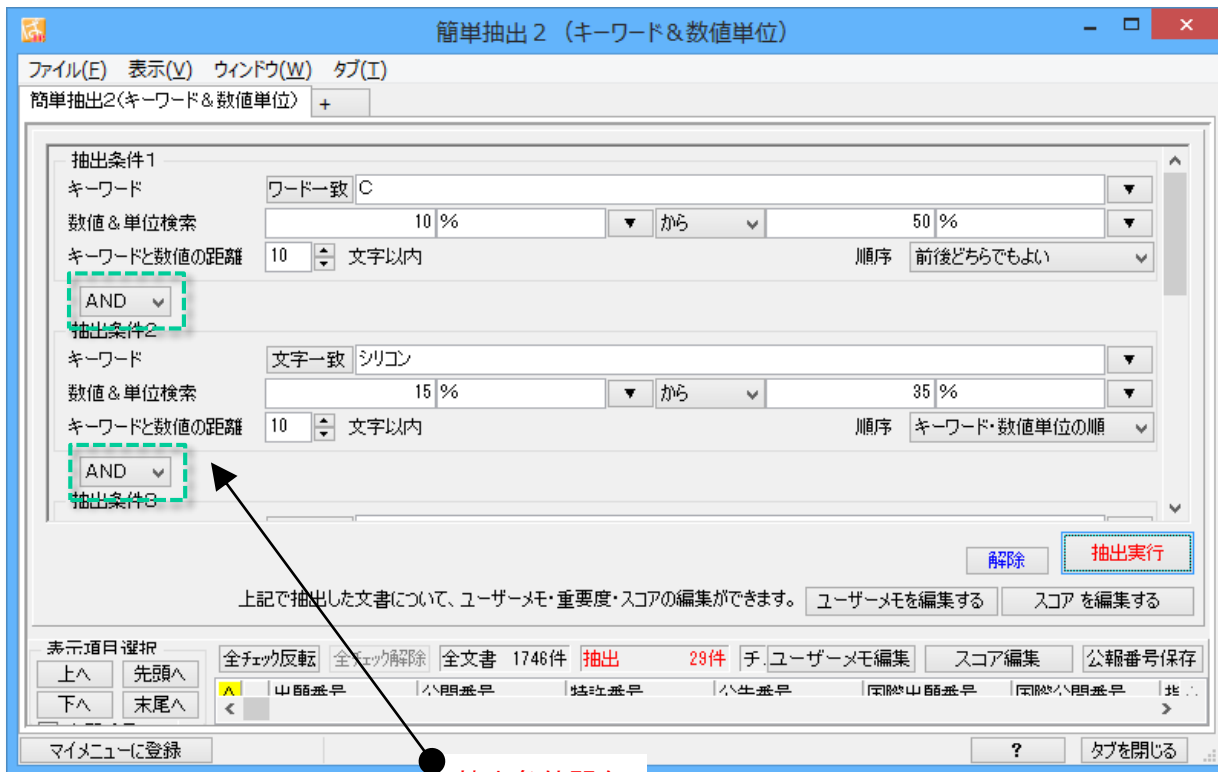 簡単抽出２（キーワード＆数値単位）
ファイル(F) 表示(V) ウィンドウ(W) タブ(T)
簡単抽出2(キーワード＆数値単位) +
抽出条件1
キーワード ワード一致 C
数値＆単位検索 10 % から 50 %
キーワードと数値の距離 10 文字以内 順序 前後どちらでもよい
AND
抽出条件2
キーワード 文字一致 シリコン
数値＆単位検索 15 % から 35 %
キーワードと数値の距離 10 文字以内 順序 キーワード・数値単位の順
AND
抽出条件3
解除 抽出実行
上記で抽出した文書について、ユーザーメモ・重要度・スコアの編集ができます。 ユーザーメモを編集する スコア を編集する
表示項目選択
上へ 先頭へ 全チェック反転 全チェック解除 全文書 1746件 抽出 29件 チ. ユーザーメモ編集 スコア編集 公報番号保存
下へ 末尾へ 出願番号 公開番号 特許番号 公告番号 国際出願番号 国際公開番号
マイメニューに登録 ? タブを閉じる